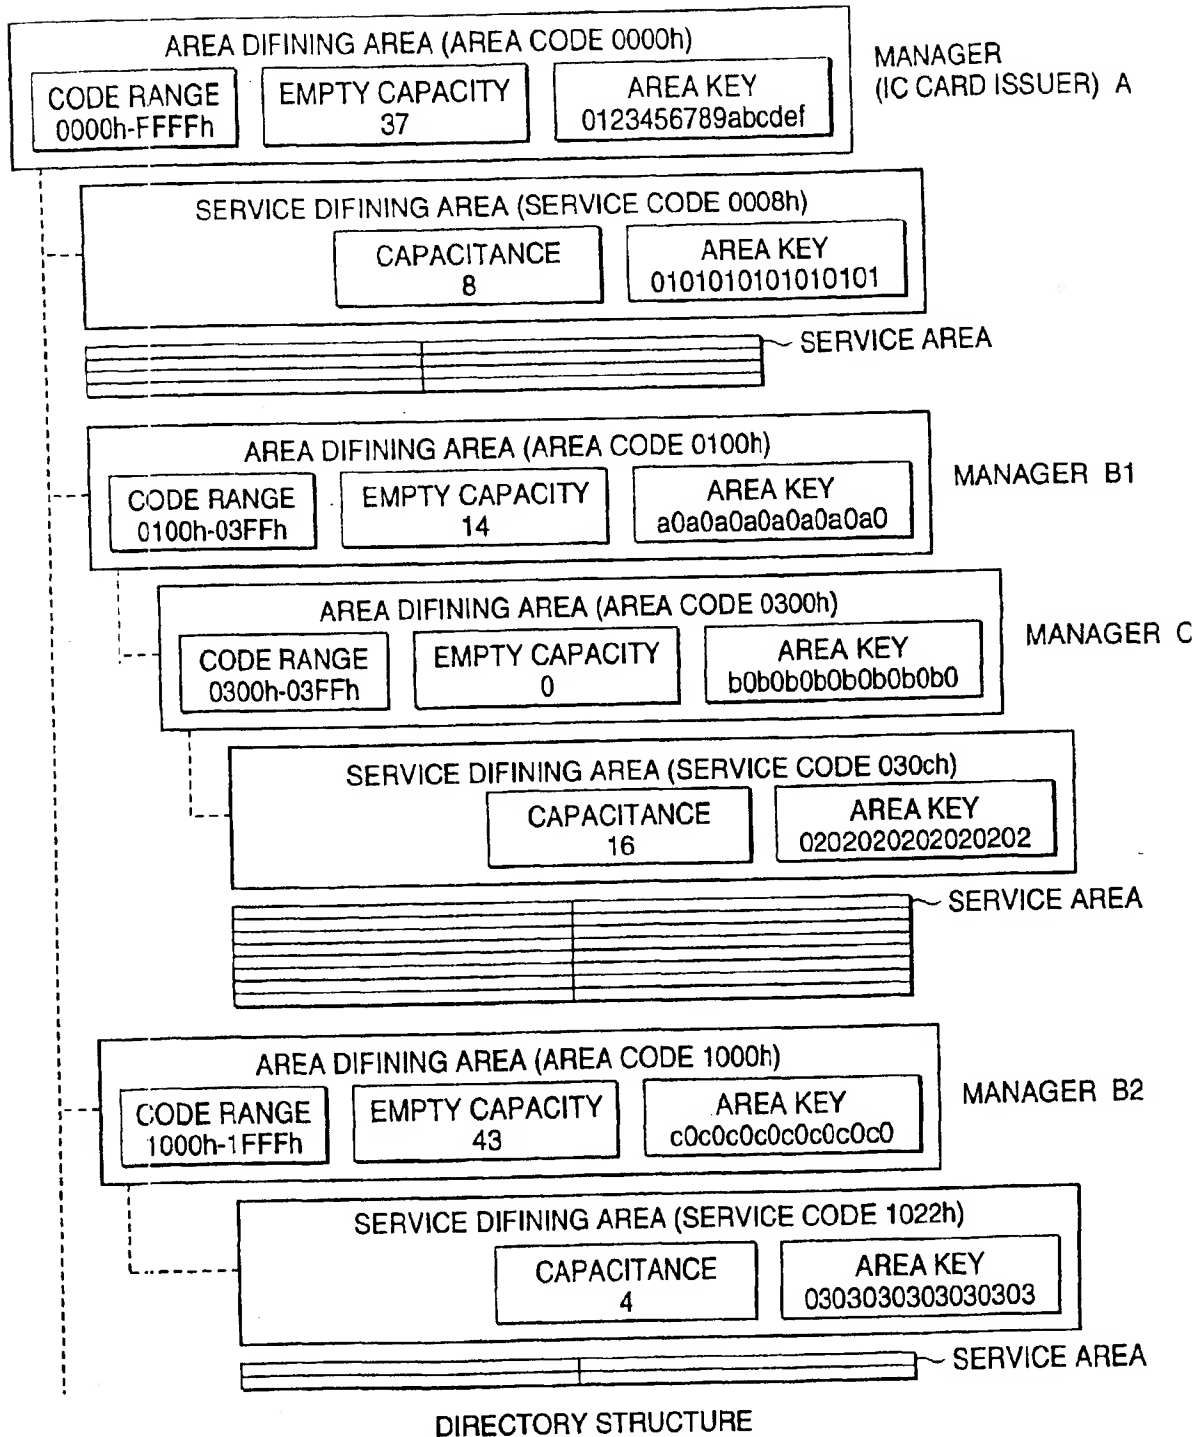 AREA DIFINING AREA (AREA CODE 0000h)
MANAGER
(IC CARD ISSUER) A
CODE RANGE
0000h-FFFFh
EMPTY CAPACITY
37
AREA KEY
0123456789abcdef
SERVICE DIFINING AREA (SERVICE CODE 0008h)
CAPACITANCE
8
AREA KEY
0101010101010101
SERVICE AREA
AREA DIFINING AREA (AREA CODE 0100h)
MANAGER B1
CODE RANGE
0100h-03FFh
EMPTY CAPACITY
14
AREA KEY
a0a0a0a0a0a0a0a0
AREA DIFINING AREA (AREA CODE 0300h)
MANAGER C
CODE RANGE
0300h-03FFh
EMPTY CAPACITY
0
AREA KEY
b0b0b0b0b0b0b0b0
SERVICE DIFINING AREA (SERVICE CODE 030ch)
CAPACITANCE
16
AREA KEY
0202020202020202
SERVICE AREA
AREA DIFINING AREA (AREA CODE 1000h)
MANAGER B2
CODE RANGE
1000h-1FFFh
EMPTY CAPACITY
43
AREA KEY
c0c0c0c0c0c0c0c0
SERVICE DIFINING AREA (SERVICE CODE 1022h)
CAPACITANCE
4
AREA KEY
0303030303030303
SERVICE AREA
DIRECTORY STRUCTURE